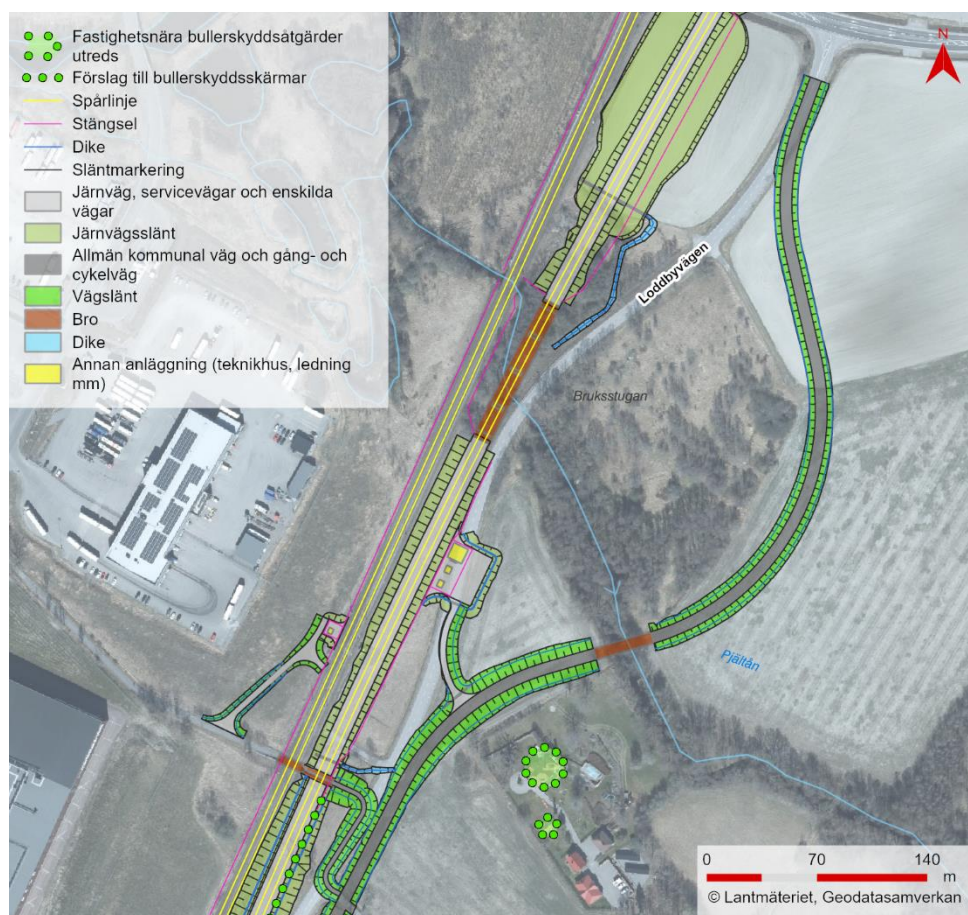 Fastighetsnära bullerskyddsåtgärder
utreds
Förslag till bullerskyddsskärmar
Spårlinje
Stängsel
Dike
Släntmarkering
Järnväg, servicevägar och enskilda
vägar
Järnvägsslänt
Allmän kommunal väg och gång- och
cykelväg
Vägslänt
Bro
Dike
Annan anläggning (teknikhus, ledning
mm)
N
Loddbyvägen
Bruksstugan
Pjältån
0 70 140
m
© Lantmäteriet, Geodatasamverkan